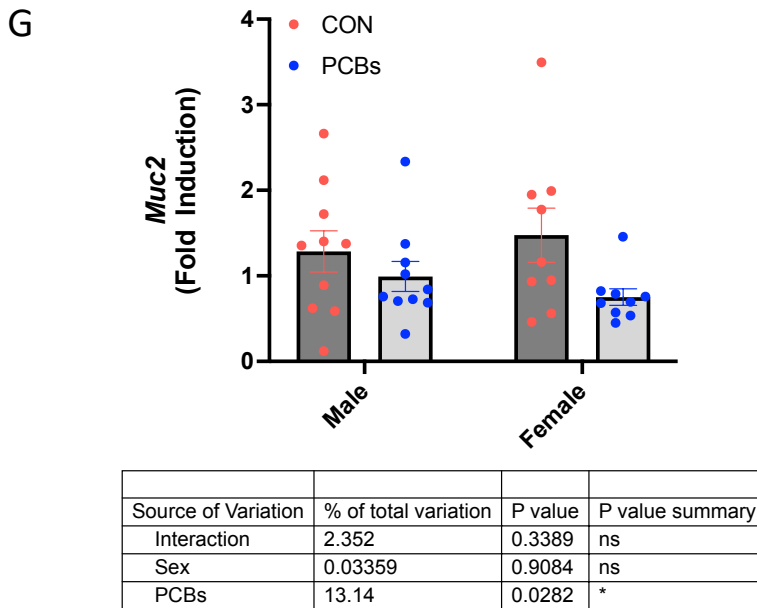 G
CON
PCBs
Muc2
(Fold Induction)
4
3
2
1
0
Male
Female
Source of Variation % of total variation P value P value summary
Interaction 2.352 0.3389 ns
Sex 0.03359 0.9084 ns
PCBs 13.14 0.0282 *